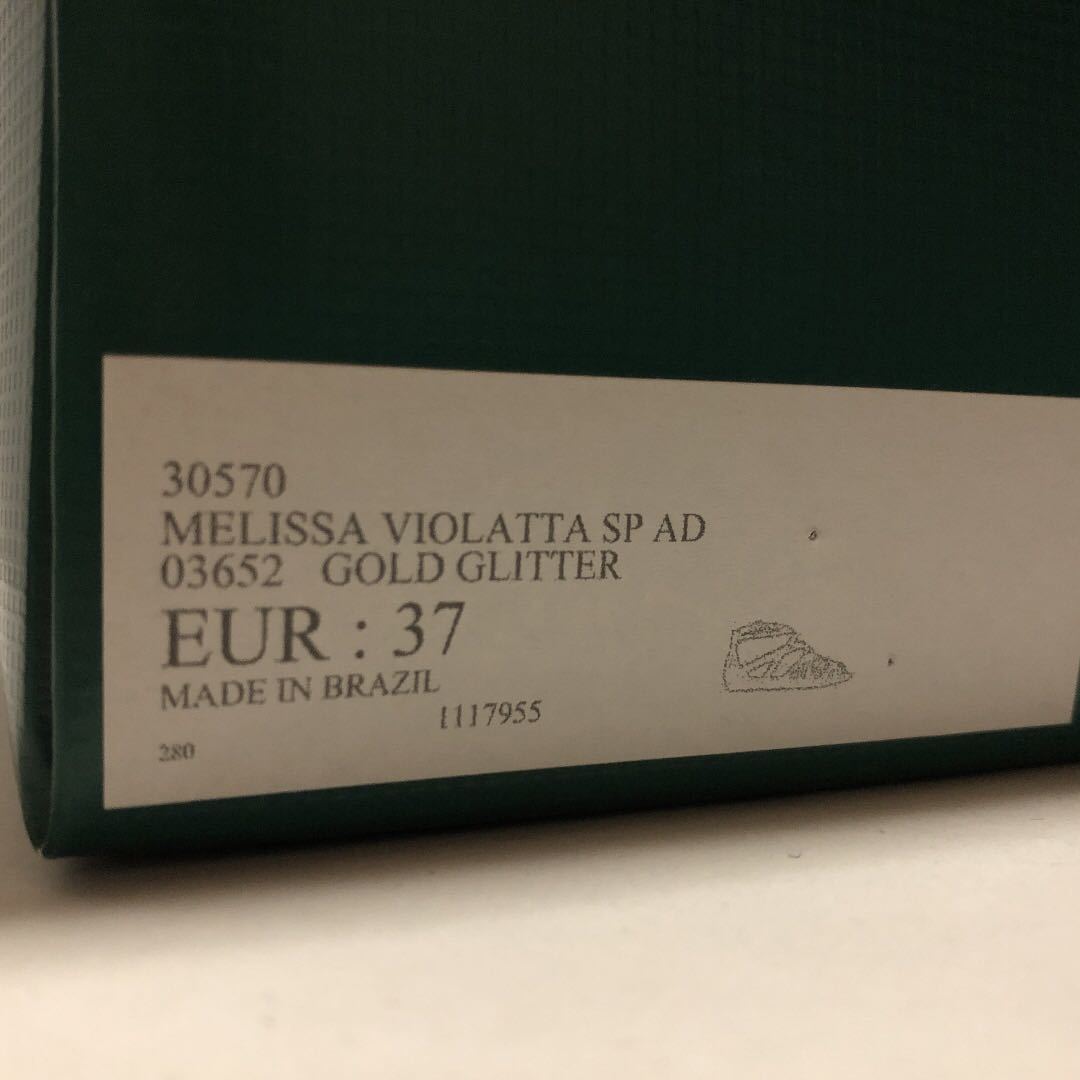 30570
MELISSA VIOLATTA SP AD
03652 GOLD GLITTER
EUR : 37
MADE IN BRAZIL
1117955
280